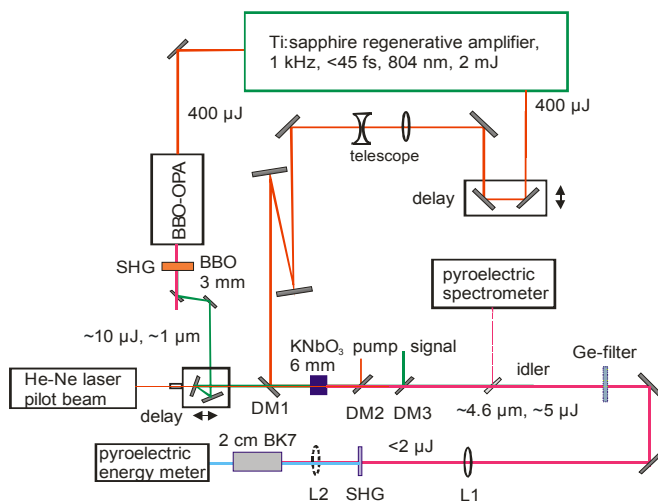 Ti:sapphire regenerative amplifier,
1 kHz, <45 fs, 804 nm, 2 mJ
400 µJ
400 µJ
telescope
delay
BBO-OPA
SHG
BBO
3 mm
pyroelectric
spectrometer
~10 µJ, ~1 µm
KNbO₃ pump signal
6 mm
idler
Ge-filter
He-Ne laser
pilot beam
delay
DM1
DM2
DM3
~4.6 µm, ~5 µJ
2 cm BK7
<2 µJ
pyroelectric
energy meter
L2
SHG
L1